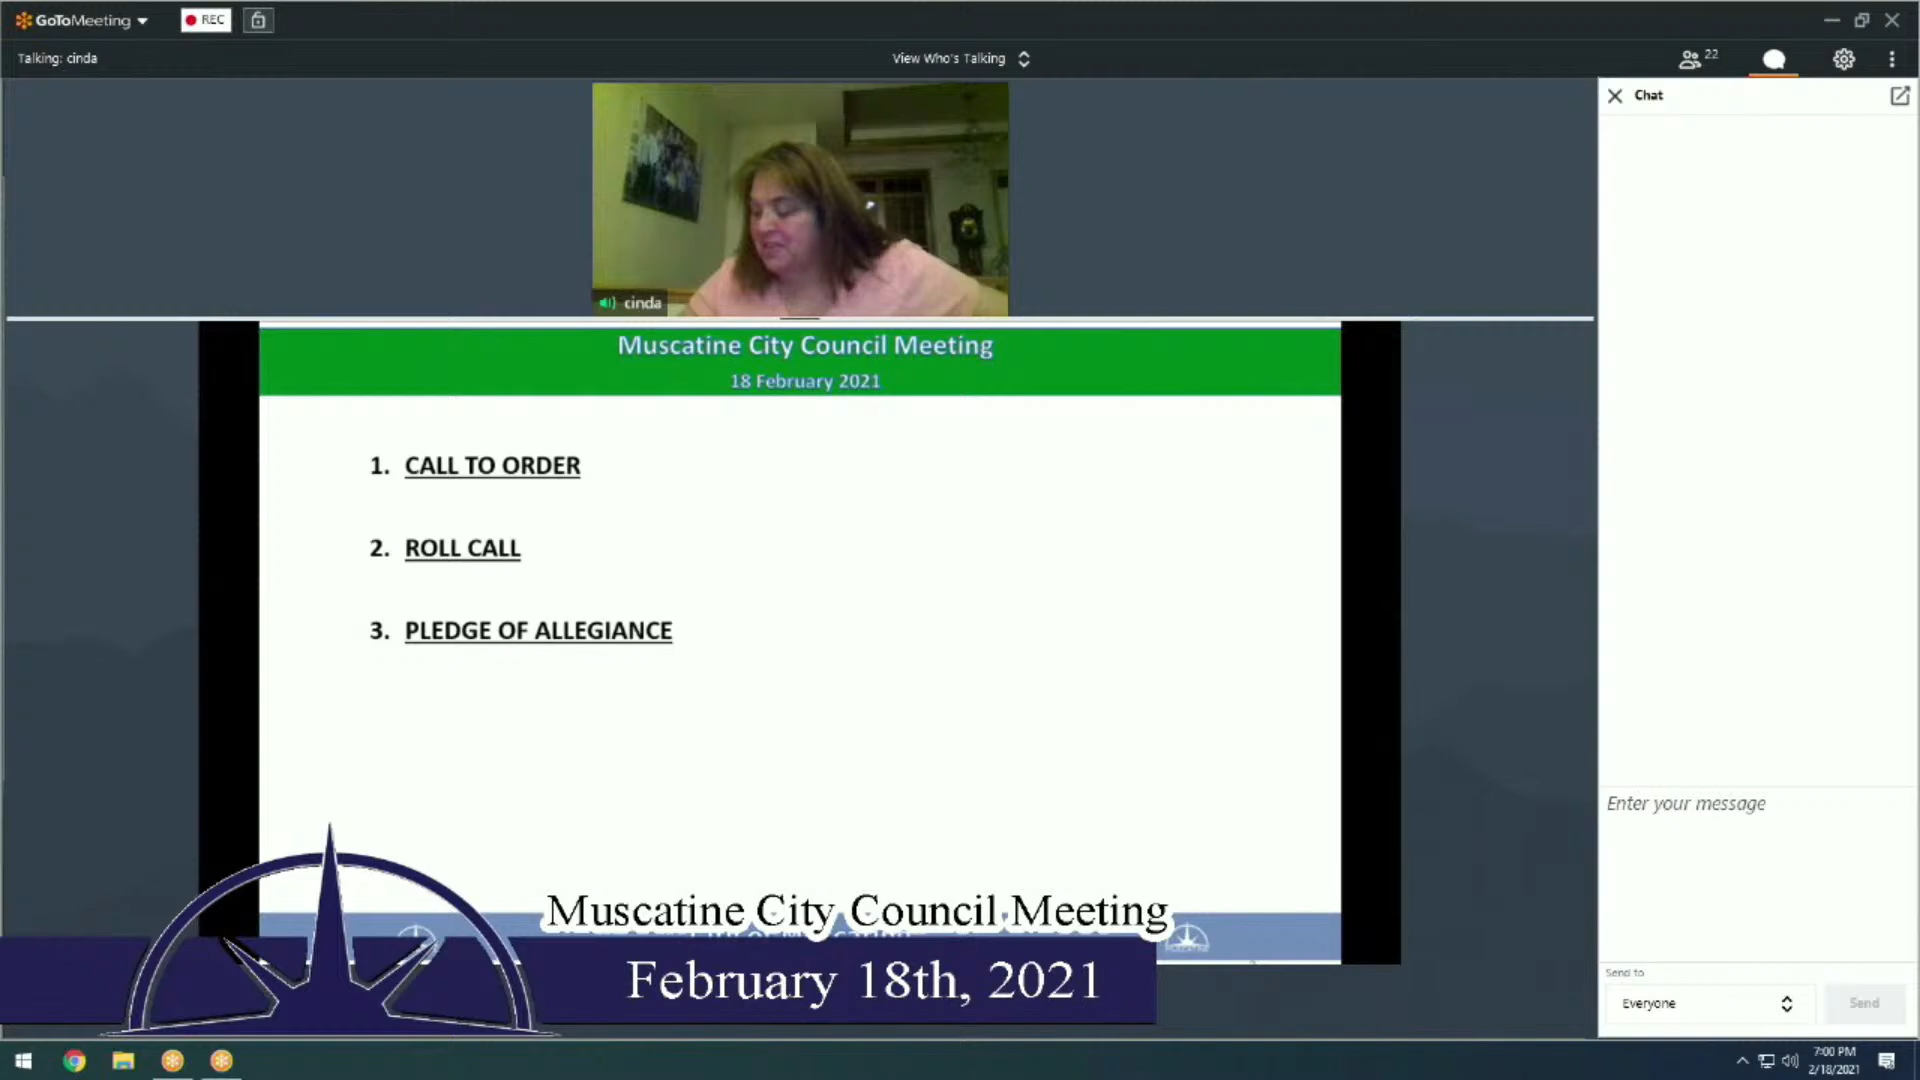 GoToMeeting
REC
Talking: cinda
View Who's Talking
22
Chat
cinda
Muscatine City Council Meeting
18 February 2021
1. CALL TO ORDER
2. ROLL CALL
3. PLEDGE OF ALLEGIANCE
Enter your message
Muscatine City Council Meeting
February 18th, 2021
Send to
Everyone
Send
7:00 PM
2/18/2021